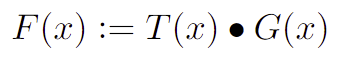 F(x) := T(x) • G(x)